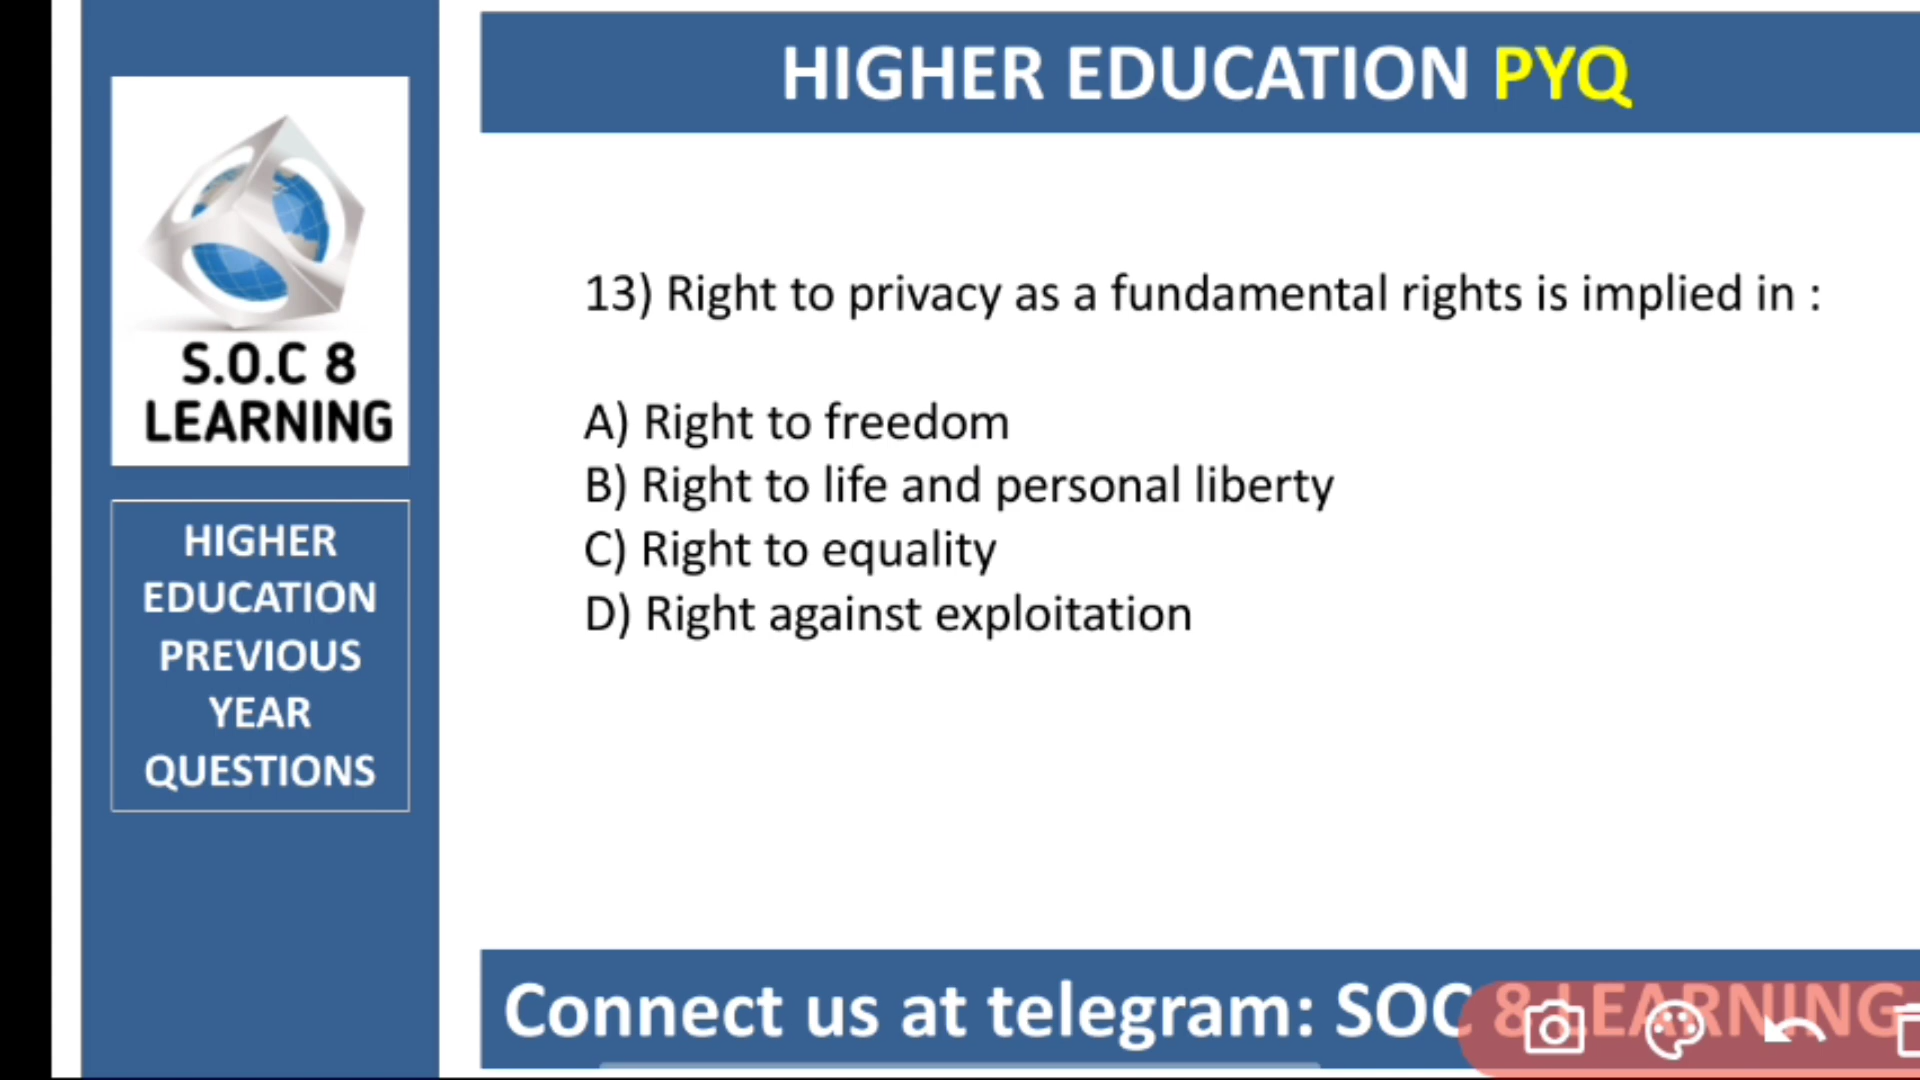 HIGHER EDUCATION PYQ
S.O.C 8
LEARNING
HIGHER
EDUCATION
PREVIOUS
YEAR
QUESTIONS
13) Right to privacy as a fundamental rights is implied in :
A) Right to freedom
B) Right to life and personal liberty
C) Right to equality
D) Right against exploitation
Connect us at telegram: SOC 8 LEARNING